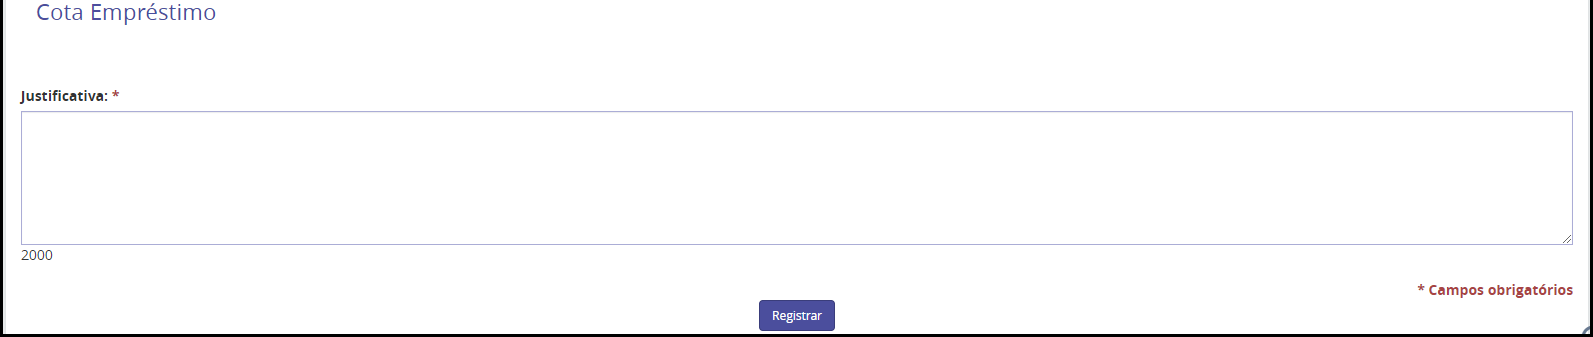 Cota Empréstimo
Justificativa: *
2000
* Campos obrigatórios
Registrar